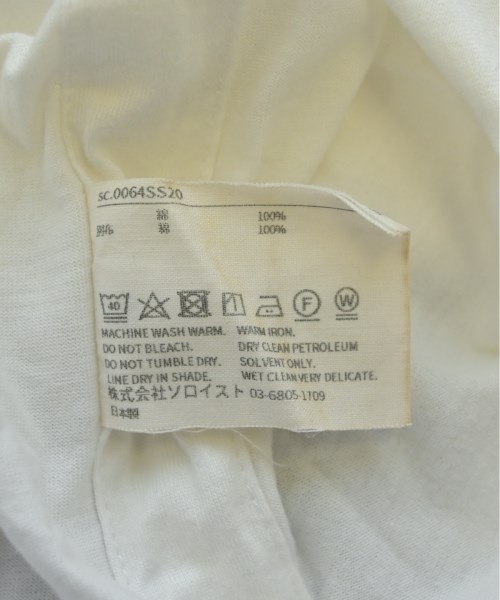 sc.0064SS20
綿 100%
別布 綿 100%
40 F W
MACHINE WASH WARM. WARM IRON.
DO NOT BLEACH. DRY CLEAN PETROLEUM
DO NOT TUMBLE DRY. SOLVENT ONLY.
LINE DRY IN SHADE. WET CLEAN VERY DELICATE.
株式会社ソロイスト 03-6805-1109
日本製